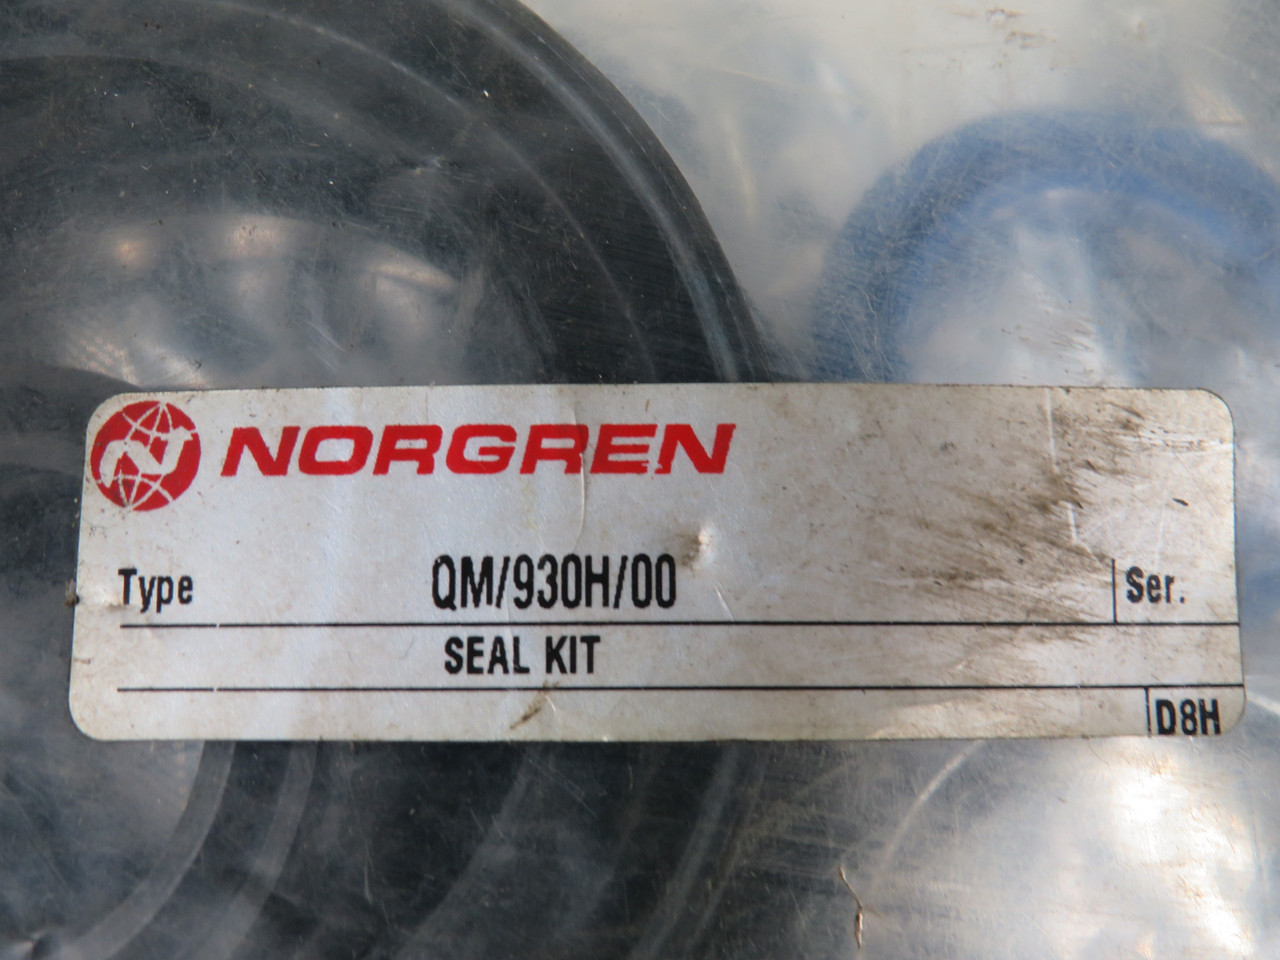 NORGREN
Type QM/930H/00 Ser.
SEAL KIT
D8H